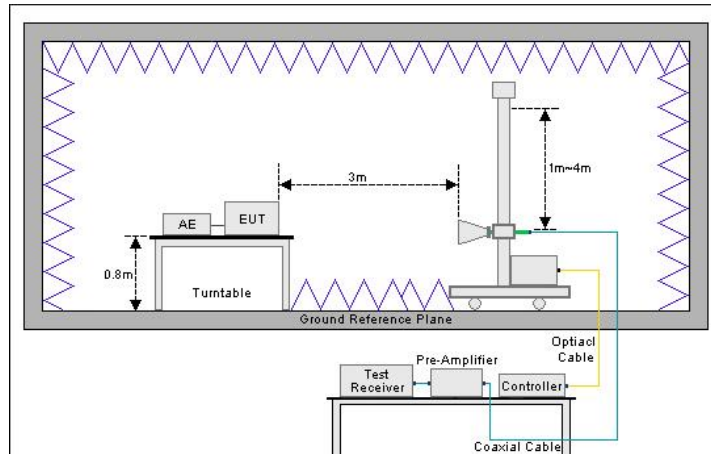 3m
1m~4m
AE
EUT
0.8m
Turntable
Ground Reference Plane
Optiacl
Cable
Pre-Amplifier
Test
Receiver
Controller
Coaxial Cable